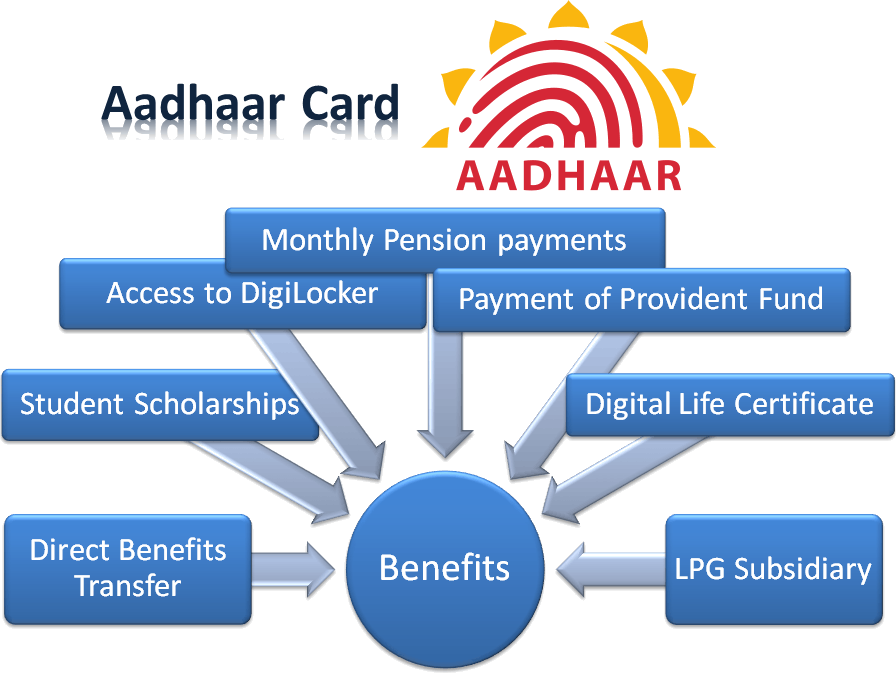 Aadhaar Card
AADHAAR
Monthly Pension payments
Access to DigiLocker
Payment of Provident Fund
Student Scholarships
Digital Life Certificate
Direct Benefits
Transfer
Benefits
LPG Subsidiary